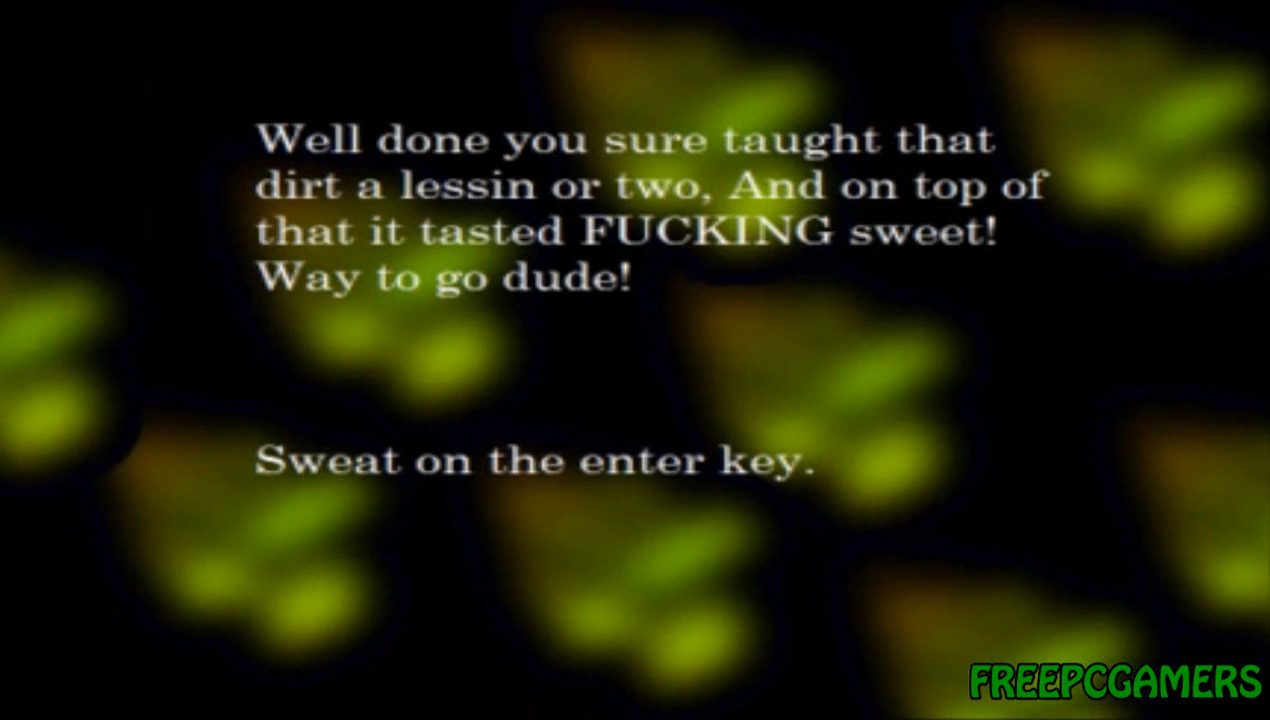 Well done you sure taught that
dirt a lessin or two, And on top of
that it tasted FUCKING sweet!
Way to go dude!
Sweat on the enter key.
FREEPCGAMERS